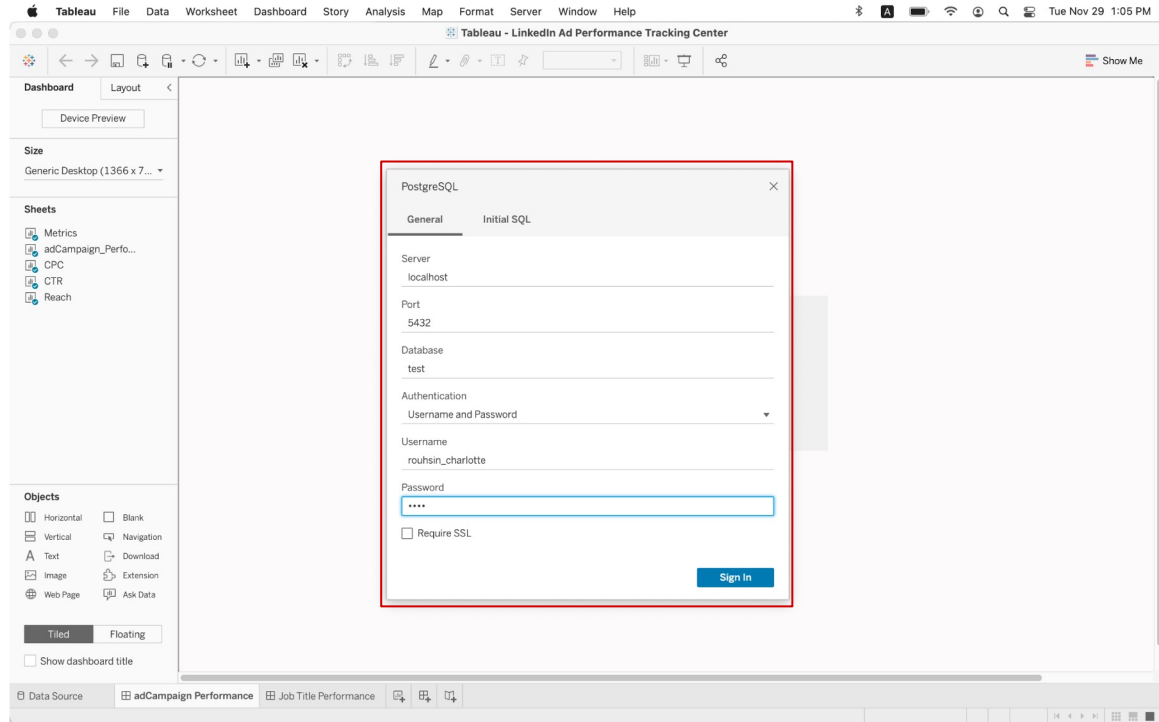 Tableau File Data Worksheet Dashboard Story Analysis Map Format Server Window Help A Tue Nov 29 1:05 PM
Tableau - LinkedIn Ad Performance Tracking Center
Show Me
Dashboard Layout
Device Preview
Size
Generic Desktop (1366 x 7...
Sheets
Metrics
adCampaign_Perfo...
CPC
CTR
Reach
PostgreSQL
General Initial SQL
Server
localhost
Port
5432
Database
test
Authentication
Username and Password
Username
rouhsin_charlotte
Password
••••
Require SSL
Sign In
Objects
Horizontal Blank
Vertical Navigation
A Text Download
Image Extension
Web Page Ask Data
Tiled Floating
Show dashboard title
Data Source adCampaign Performance Job Title Performance